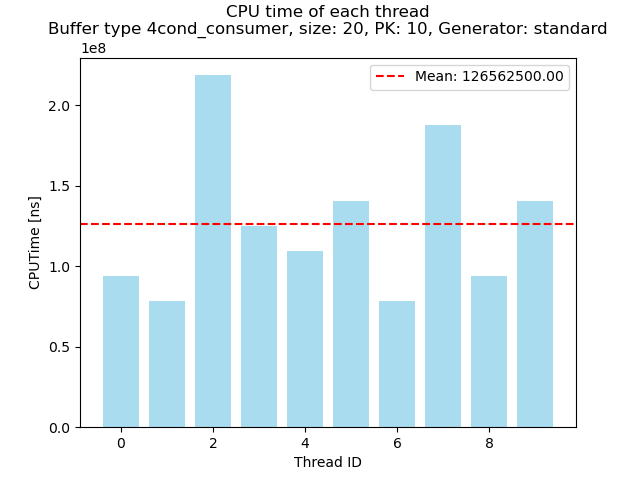 CPU time of each thread
Buffer type 4cond_consumer, size: 20, PK: 10, Generator: standard
1e8
Mean: 126562500.00
2.0
1.5
1.0
0.5
0.0
CPUTime [ns]
0 2 4 6 8
Thread ID